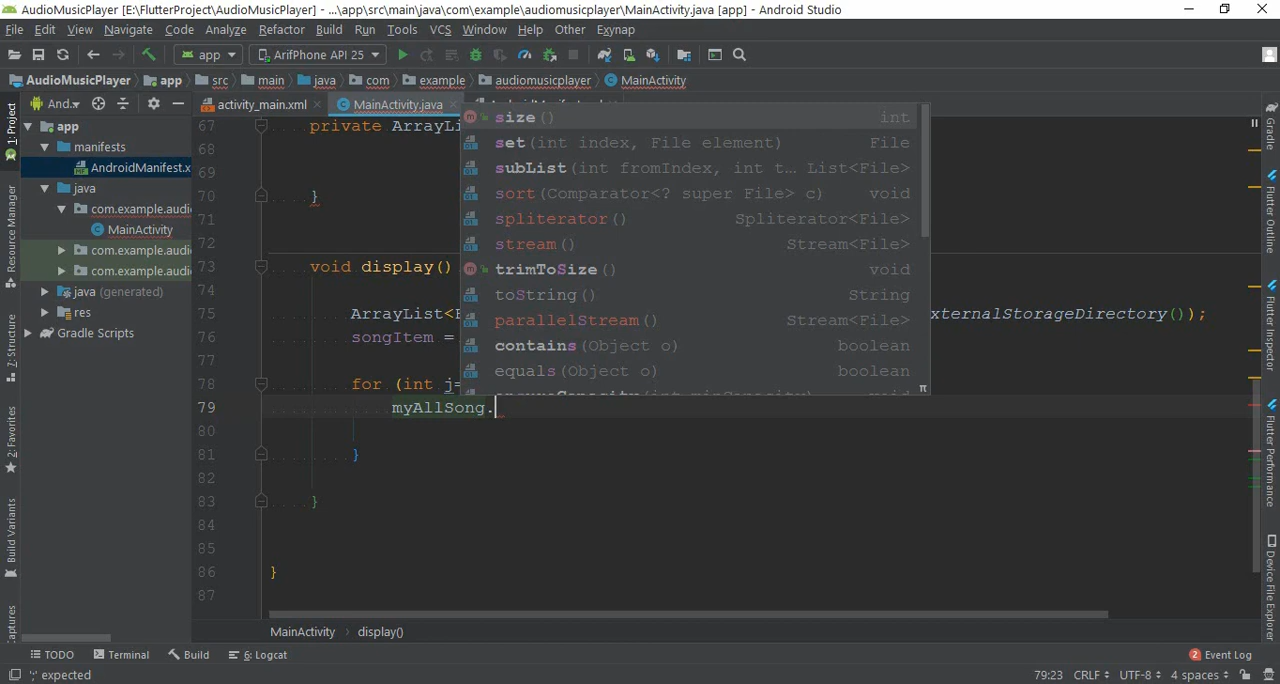 AudioMusicPlayer [E:\FlutterProject\AudioMusicPlayer] - ...\app\src\main\java\com\example\audiomusicplayer\MainActivity.java [app] - Android Studio
File Edit View Navigate Code Analyze Refactor Build Run Tools VCS Window Help Other Exynap
app ArifPhone API 25
AudioMusicPlayer app src main java com example audiomusicplayer MainActivity
And.. activity_main.xml MainActivity.java
1: Project
Resource Manager
7: Structure
2: Favorites
Build Variants
Captures
app
manifests
AndroidManifest.x
java
com.example.audi
MainActivity
com.example.audi
com.example.audi
java (generated)
res
Gradle Scripts
67 private ArrayLi
68
69
70 }
71
72
73 void display()
74
75 ArrayList< xternalStorageDirectory());
76 songItem =
77
78 for (int j=
79 myAllSong.
80
81 }
82
83 }
84
85
86 }
87
size() int
set(int index, File element) File
subList(int fromIndex, int t... List<File>
sort(Comparator<? super File> c) void
spliterator() Spliterator<File>
stream() Stream<File>
trimToSize() void
toString() String
parallelStream() Stream<File>
contains(Object o) boolean
equals(Object o) boolean
π
Gradle
Flutter Outline
Flutter Inspector
Flutter Performance
Device File Explorer
MainActivity › display()
TODO Terminal Build 6: Logcat 2 Event Log
';' expected 79:23 CRLF UTF-8 4 spaces